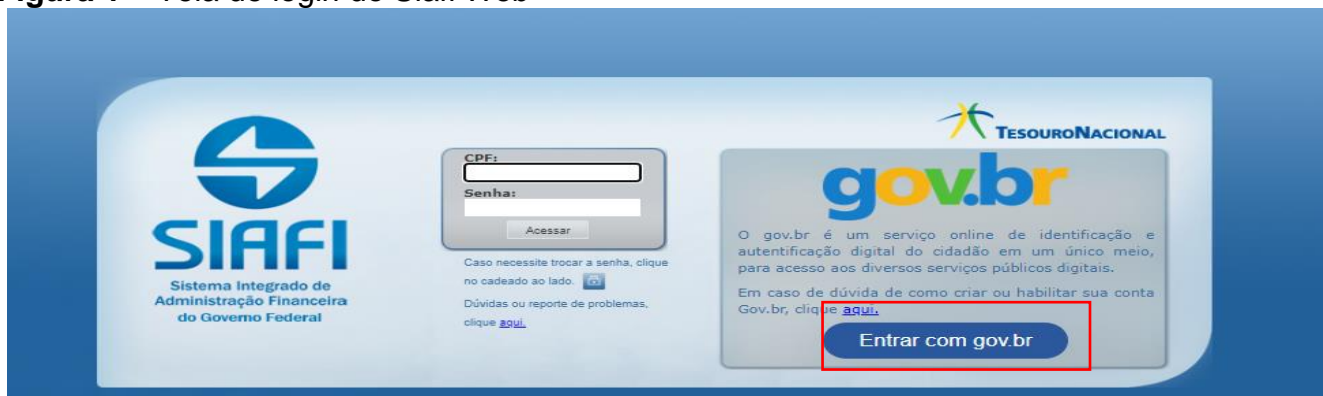 Tela de login do Siafi Web
TESOURONACIONAL
SIAFI
Sistema Integrado de
Administração Financeira
do Governo Federal
CPF:
Senha:
Acessar
Caso necessite trocar a senha, clique
no cadeado ao lado.
Dúvidas ou reporte de problemas,
clique aqui.
gov.br
O gov.br é um serviço online de identificação e
autentificação digital do cidadão em um único meio,
para acesso aos diversos serviços públicos digitais.
Em caso de dúvida de como criar ou habilitar sua conta
Gov.br, clique aqui.
Entrar com gov.br